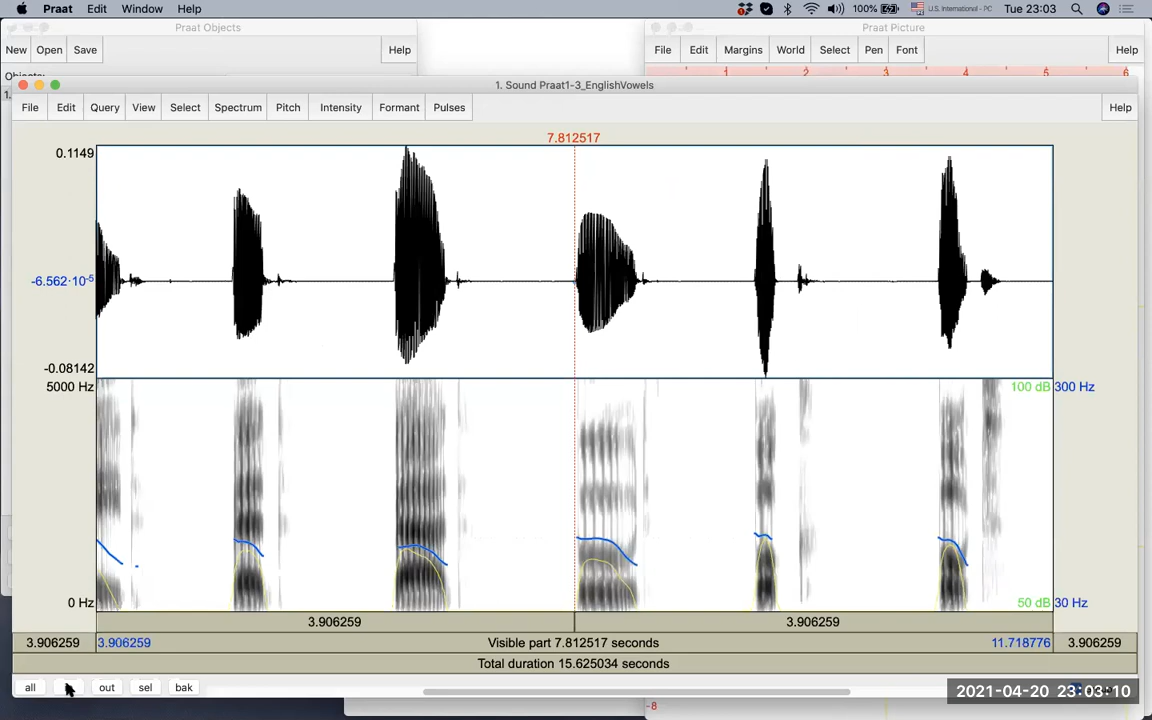 Praat Edit Window Help 100% U.S. International - PC Tue 23:03
Praat Objects
Praat Picture
New Open Save Help
File Edit Margins World Select Pen Font Help
Objects:
1 2 3 4 5 6
1.
1. Sound Praat1-3_EnglishVowels
File Edit Query View Select Spectrum Pitch Intensity Formant Pulses Help
7.812517
0.1149
-6.562·10⁻⁵
-0.08142
5000 Hz 100 dB 300 Hz
0 Hz 50 dB 30 Hz
3.906259 3.906259
3.906259 3.906259 Visible part 7.812517 seconds 11.718776 3.906259
Total duration 15.625034 seconds
all out sel bak
2021-04-20 23:03:10
-8